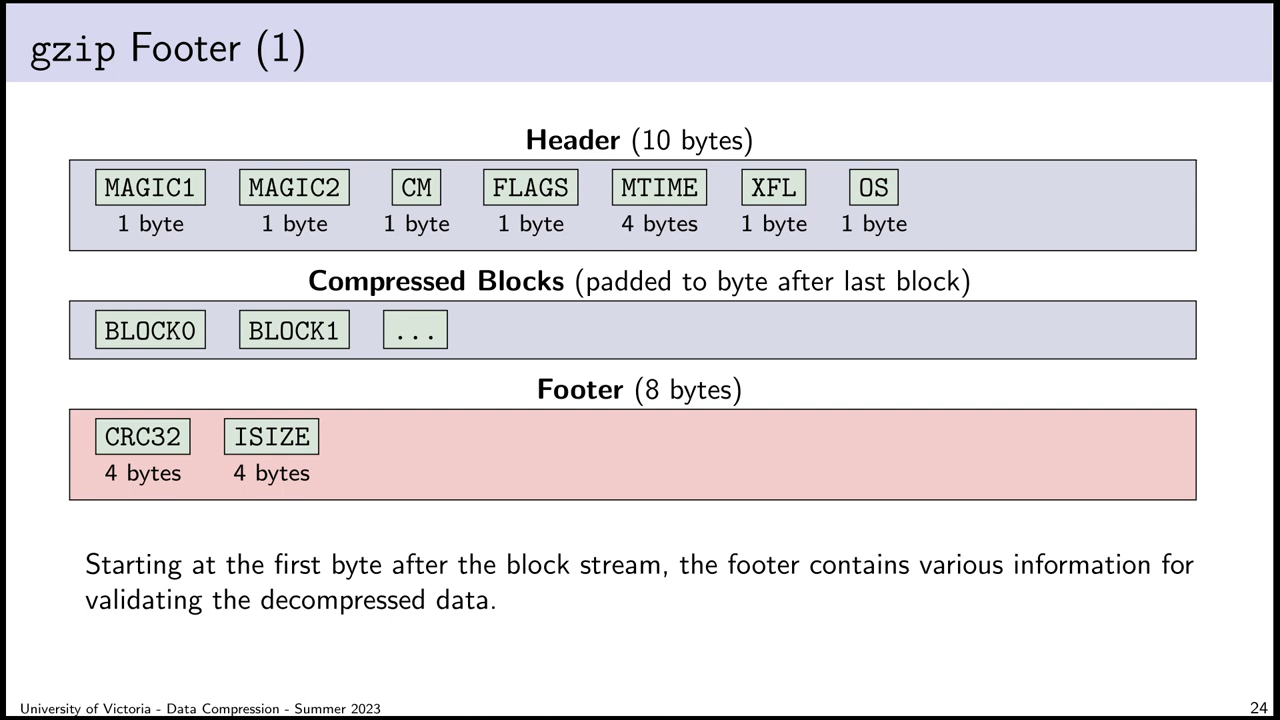 gzip Footer (1)
Header (10 bytes)
MAGIC1 MAGIC2 CM FLAGS MTIME XFL OS
1 byte 1 byte 1 byte 1 byte 4 bytes 1 byte 1 byte
Compressed Blocks (padded to byte after last block)
BLOCK0 BLOCK1 ...
Footer (8 bytes)
CRC32 ISIZE
4 bytes 4 bytes
Starting at the first byte after the block stream, the footer contains various information for
validating the decompressed data.
University of Victoria - Data Compression - Summer 2023
24